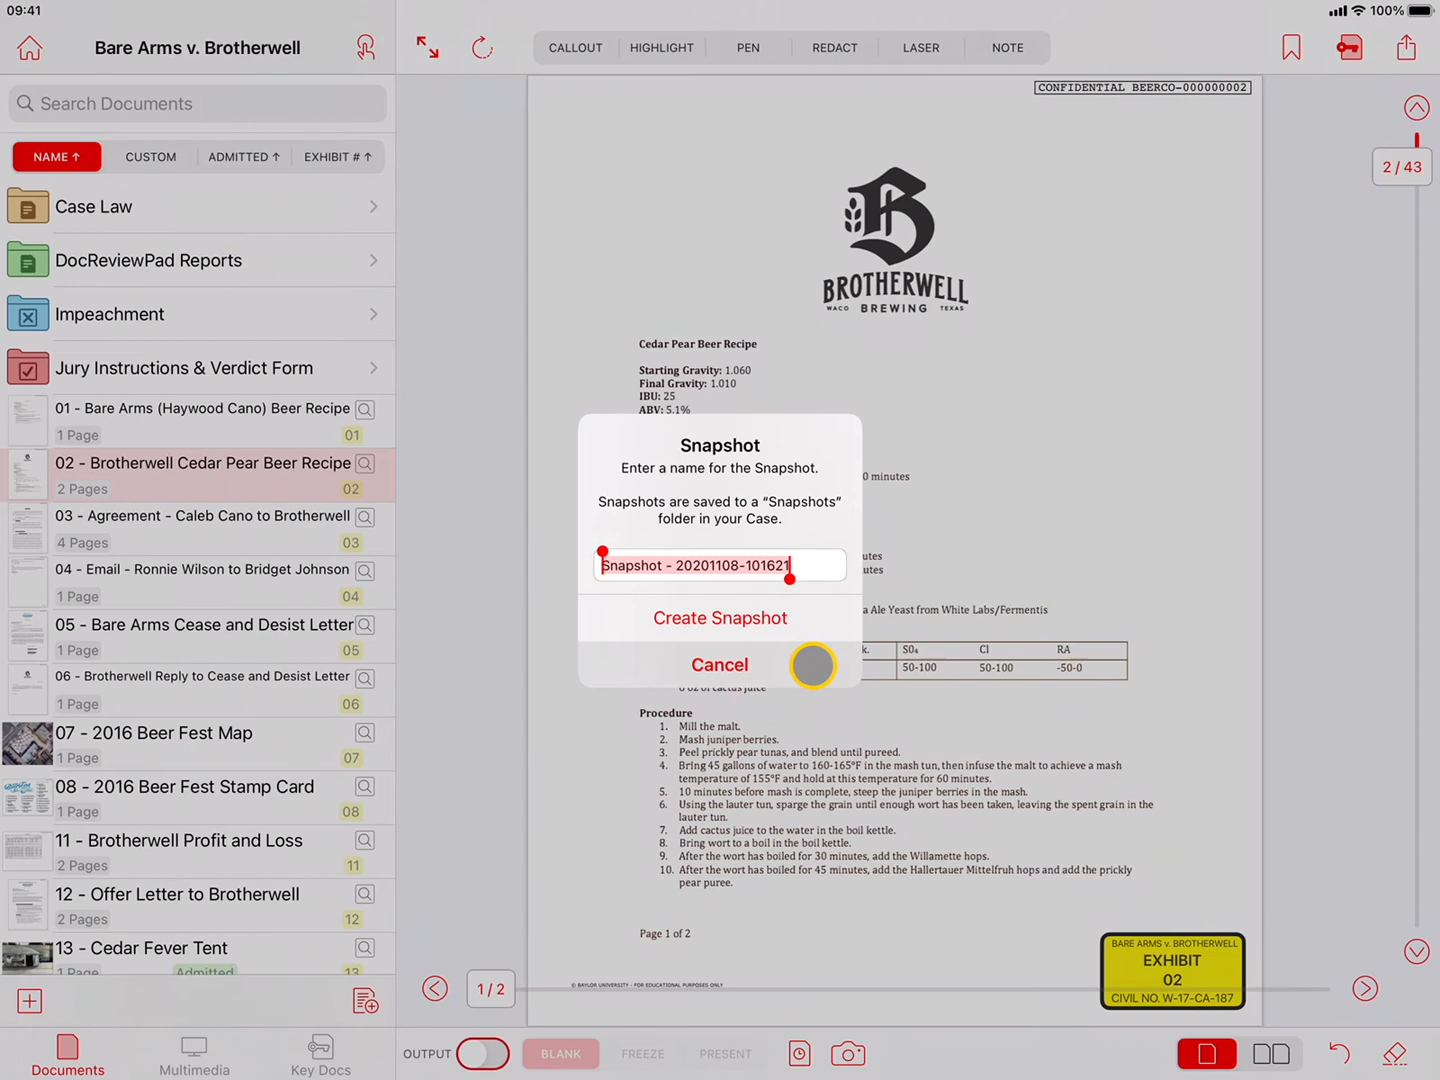 09:41
100%
Bare Arms v. Brotherwell
CALLOUT
HIGHLIGHT
PEN
REDACT
LASER
NOTE
Search Documents
NAME ↑
CUSTOM
ADMITTED ↑
EXHIBIT # ↑
Case Law
DocReviewPad Reports
Impeachment
Jury Instructions & Verdict Form
01 - Bare Arms (Haywood Cano) Beer Recipe
1 Page
01
02 - Brotherwell Cedar Pear Beer Recipe
2 Pages
02
03 - Agreement - Caleb Cano to Brotherwell
4 Pages
03
04 - Email - Ronnie Wilson to Bridget Johnson
1 Page
04
05 - Bare Arms Cease and Desist Letter
1 Page
05
06 - Brotherwell Reply to Cease and Desist Letter
1 Page
06
07 - 2016 Beer Fest Map
1 Page
07
08 - 2016 Beer Fest Stamp Card
1 Page
08
11 - Brotherwell Profit and Loss
2 Pages
11
12 - Offer Letter to Brotherwell
2 Pages
12
13 - Cedar Fever Tent
1 Page
Admitted
13
Documents
Multimedia
Key Docs
CONFIDENTIAL BEERCO-000000002
2 / 43
B
BROTHERWELL
WACO BREWING TEXAS
Cedar Pear Beer Recipe
Starting Gravity: 1.060
Final Gravity: 1.010
IBU: 25
ABV: 5.1%
0 minutes
utes
utes
a Ale Yeast from White Labs/Fermentis
k. SO₄ Cl RA
50-100 50-100 -50-0
6 oz of cactus juice
Snapshot
Enter a name for the Snapshot.
Snapshots are saved to a “Snapshots”
folder in your Case.
Snapshot - 20201108-101621
Create Snapshot
Cancel
Procedure
1. Mill the malt.
2. Mash juniper berries.
3. Peel prickly pear tunas, and blend until pureed.
4. Bring 45 gallons of water to 160-165°F in the mash tun, then infuse the malt to achieve a mash
temperature of 155°F and hold at this temperature for 60 minutes.
5. 10 minutes before mash is complete, steep the juniper berries in the mash.
6. Using the lauter tun, sparge the grain until enough wort has been taken, leaving the spent grain in the
lauter tun.
7. Add cactus juice to the water in the boil kettle.
8. Bring wort to a boil in the boil kettle.
9. After the wort has boiled for 30 minutes, add the Willamette hops.
10. After the wort has boiled for 45 minutes, add the Hallertauer Mittelfruh hops and add the prickly
pear puree.
Page 1 of 2
BARE ARMS v. BROTHERWELL
EXHIBIT
02
CIVIL NO. W-17-CA-187
© BAYLOR UNIVERSITY - FOR EDUCATIONAL PURPOSES ONLY
1 / 2
OUTPUT
BLANK
FREEZE
PRESENT